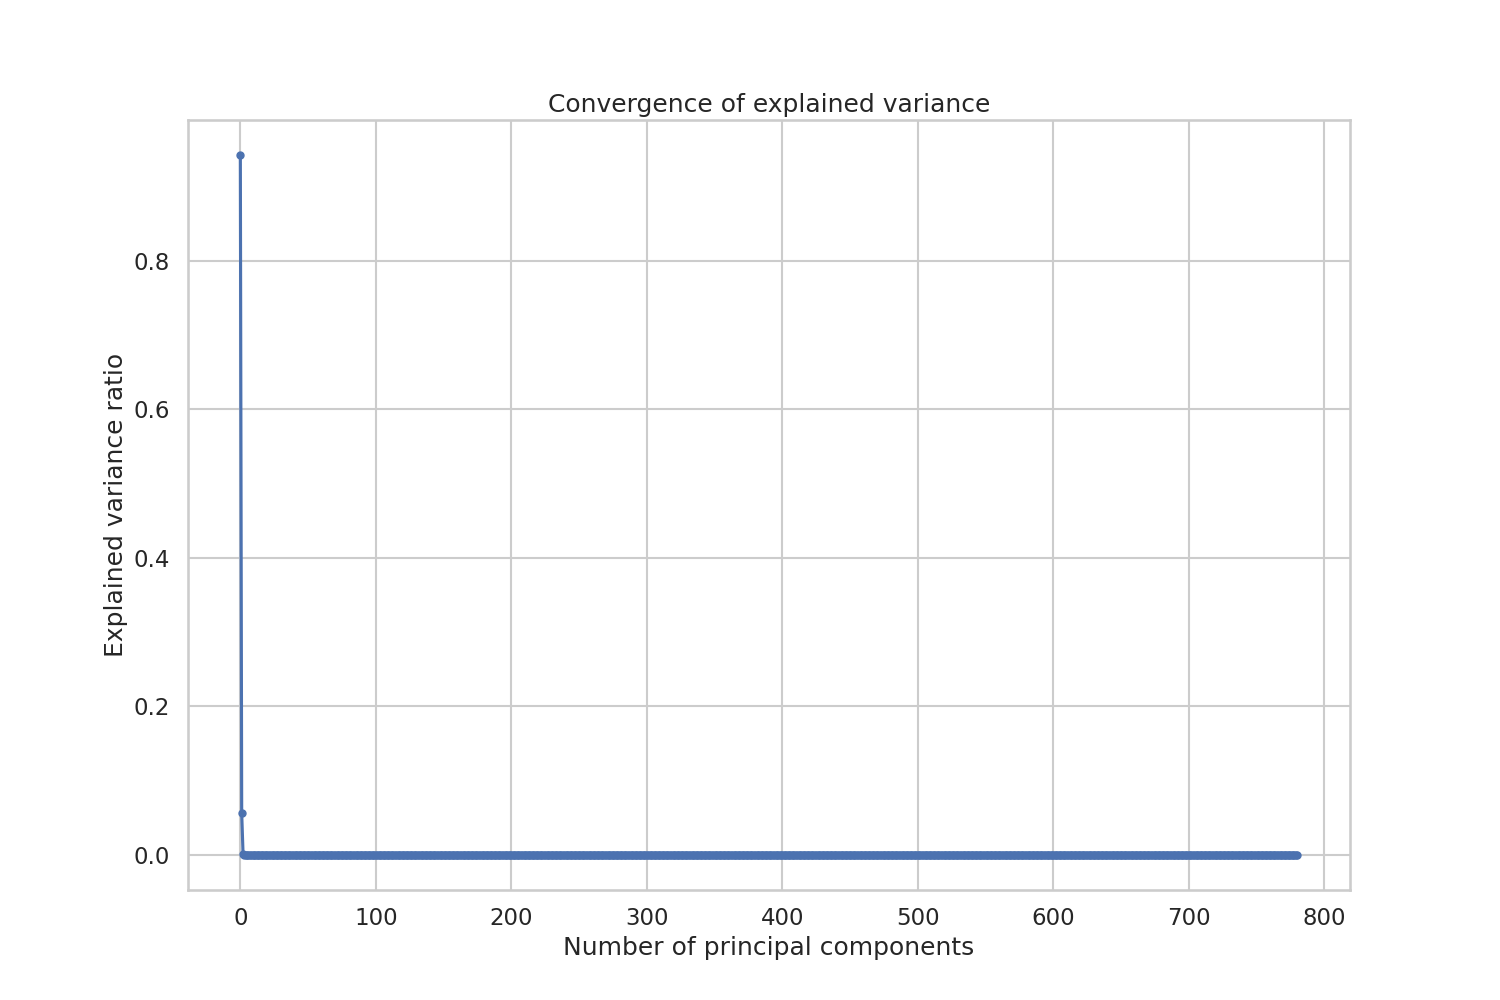 Convergence of explained variance
Explained variance ratio
0.8
0.6
0.4
0.2
0.0
0 100 200 300 400 500 600 700 800
Number of principal components